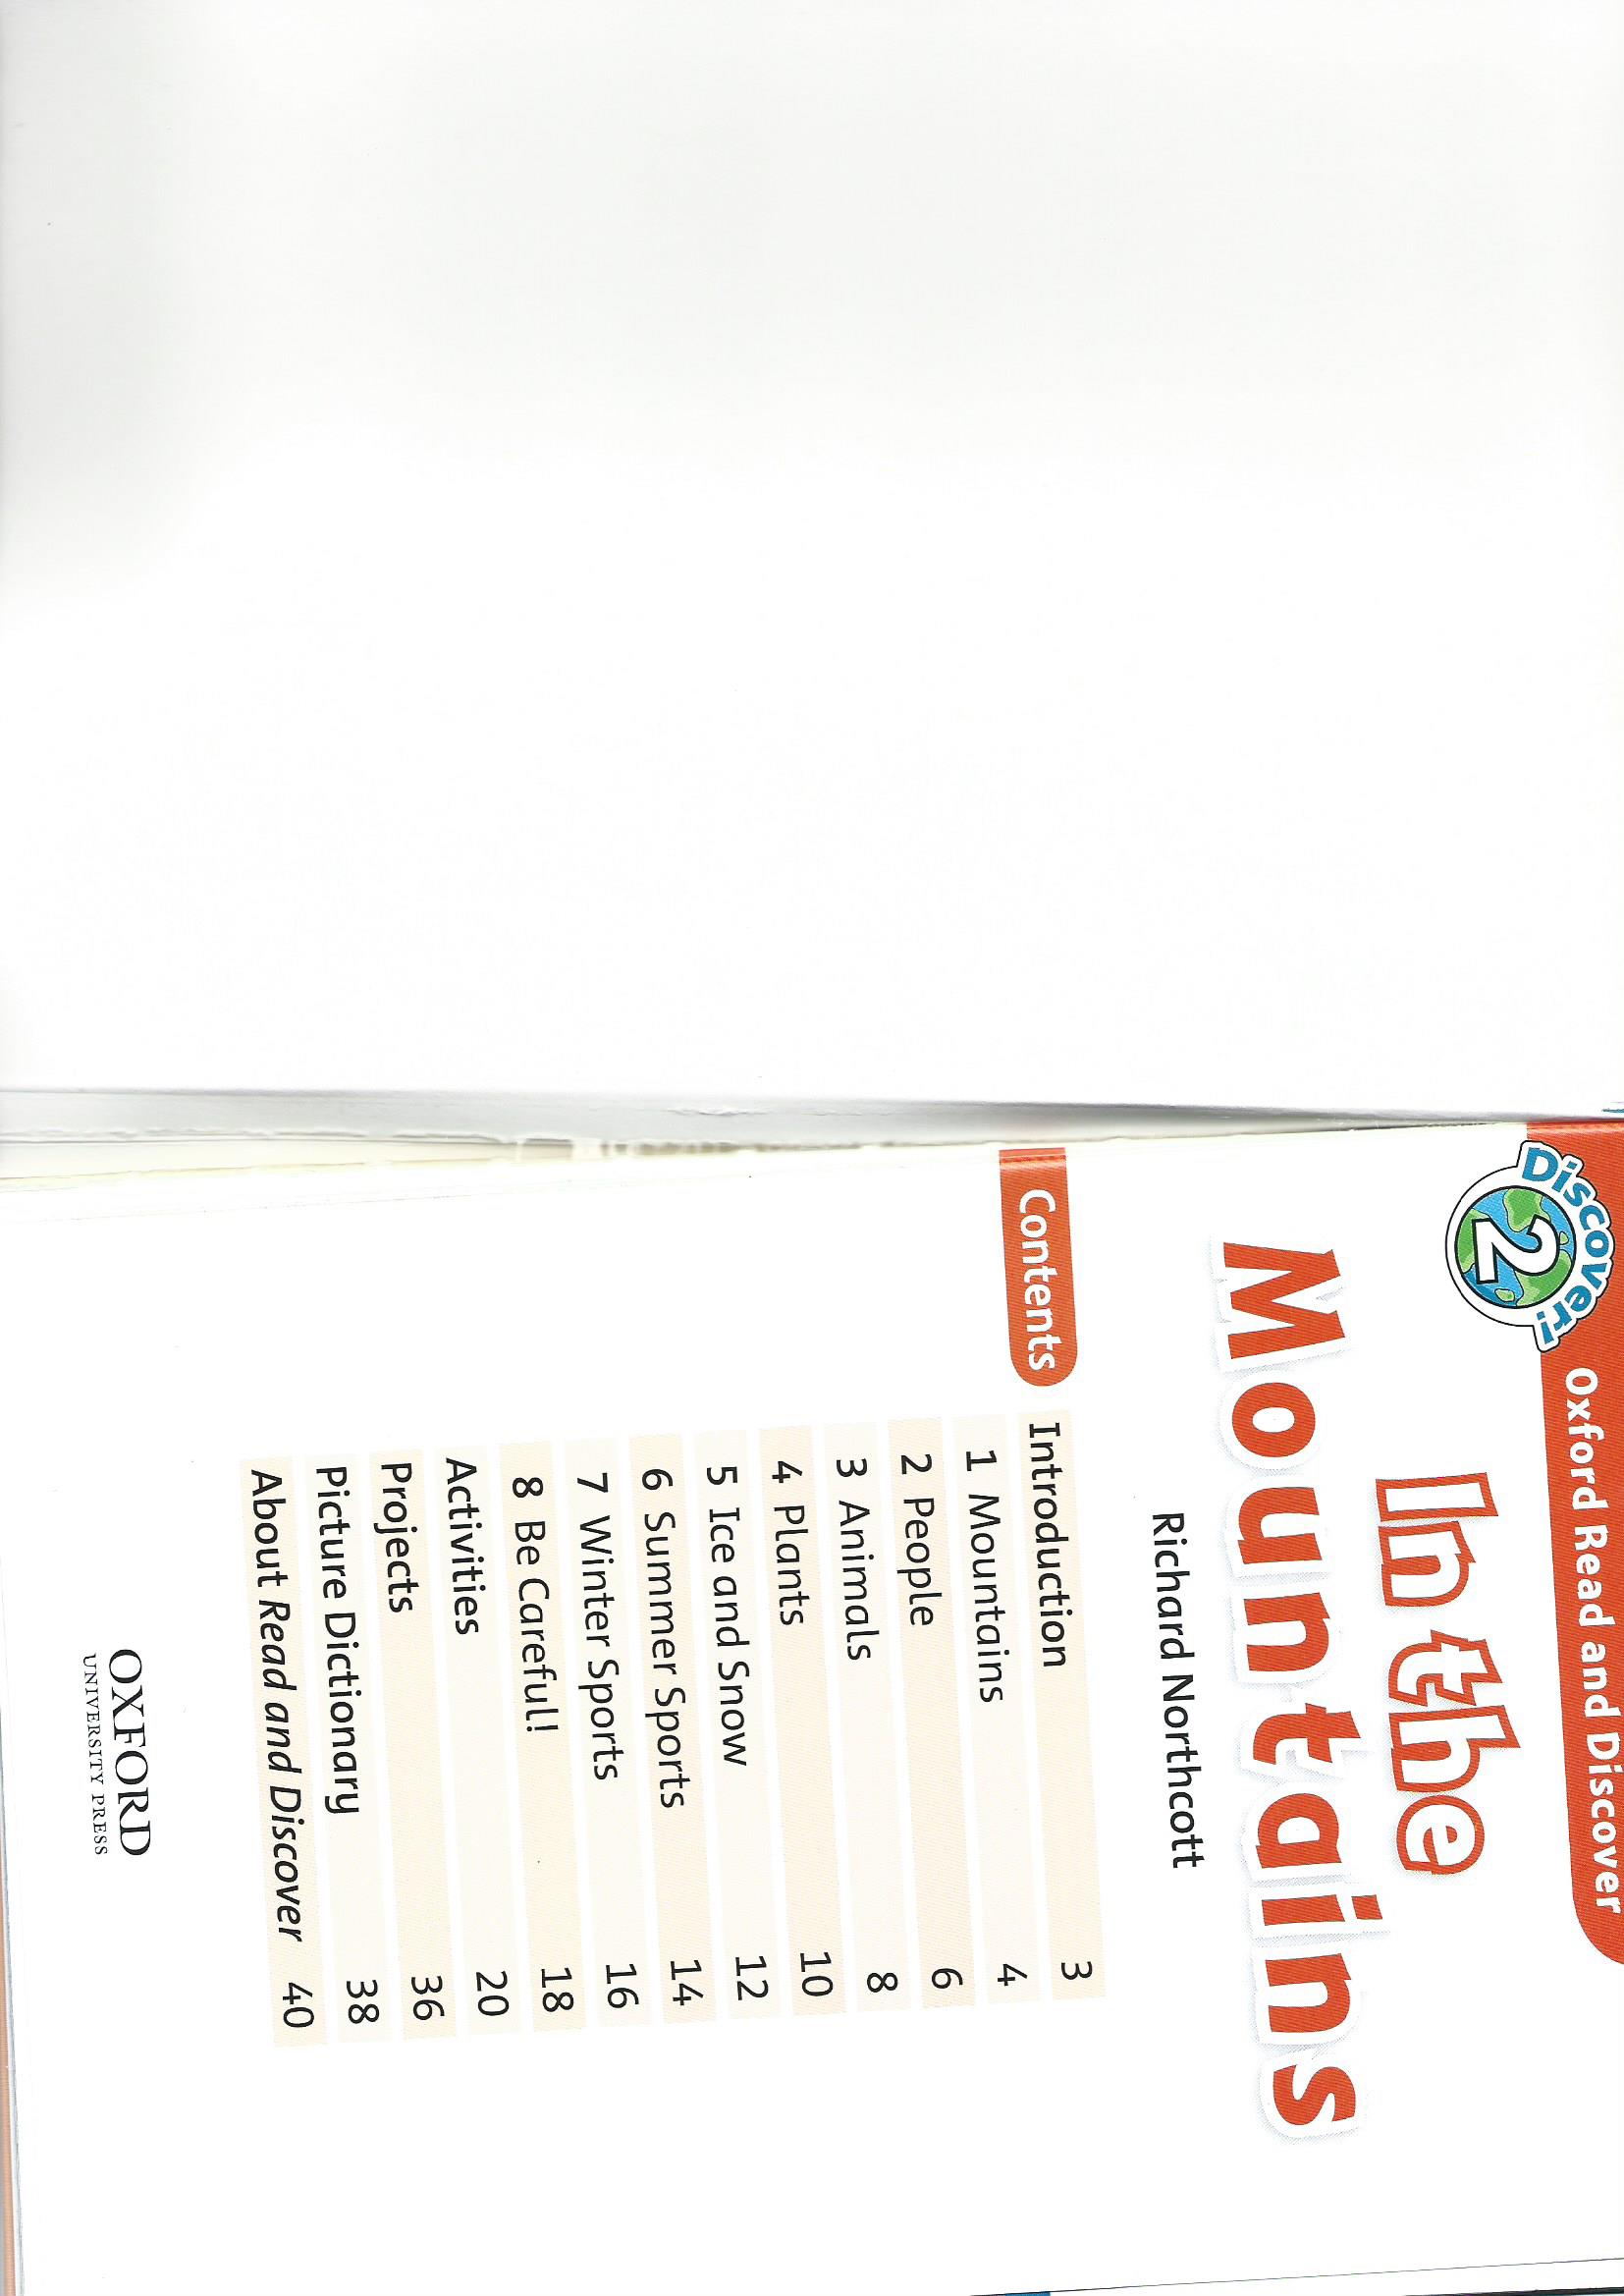 Discover!
2
Oxford Read and Discover
In the
Mountains
Richard Northcott
Contents
Introduction 3
1 Mountains 4
2 People 6
3 Animals 8
4 Plants 10
5 Ice and Snow 12
6 Summer Sports 14
7 Winter Sports 16
8 Be Careful! 18
Activities 20
Projects 36
Picture Dictionary 38
About Read and Discover 40
OXFORD
UNIVERSITY PRESS